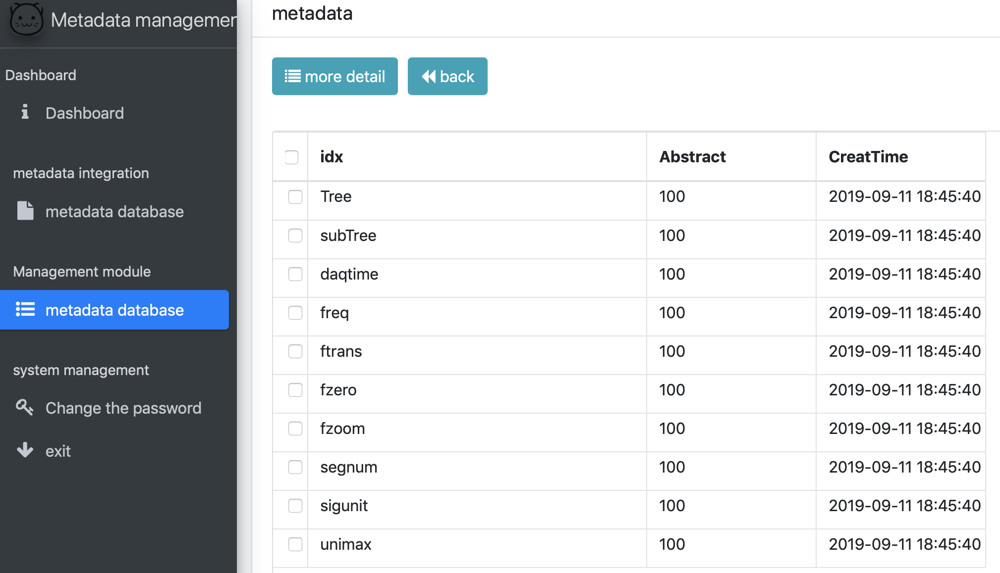 Metadata managemen
Dashboard
Dashboard
metadata integration
metadata database
Management module
metadata database
system management
Change the password
exit
metadata
more detail
back
idx Abstract CreatTime
Tree 100 2019-09-11 18:45:40
subTree 100 2019-09-11 18:45:40
daqtime 100 2019-09-11 18:45:40
freq 100 2019-09-11 18:45:40
ftrans 100 2019-09-11 18:45:40
fzero 100 2019-09-11 18:45:40
fzoom 100 2019-09-11 18:45:40
segnum 100 2019-09-11 18:45:40
sigunit 100 2019-09-11 18:45:40
unimax 100 2019-09-11 18:45:40